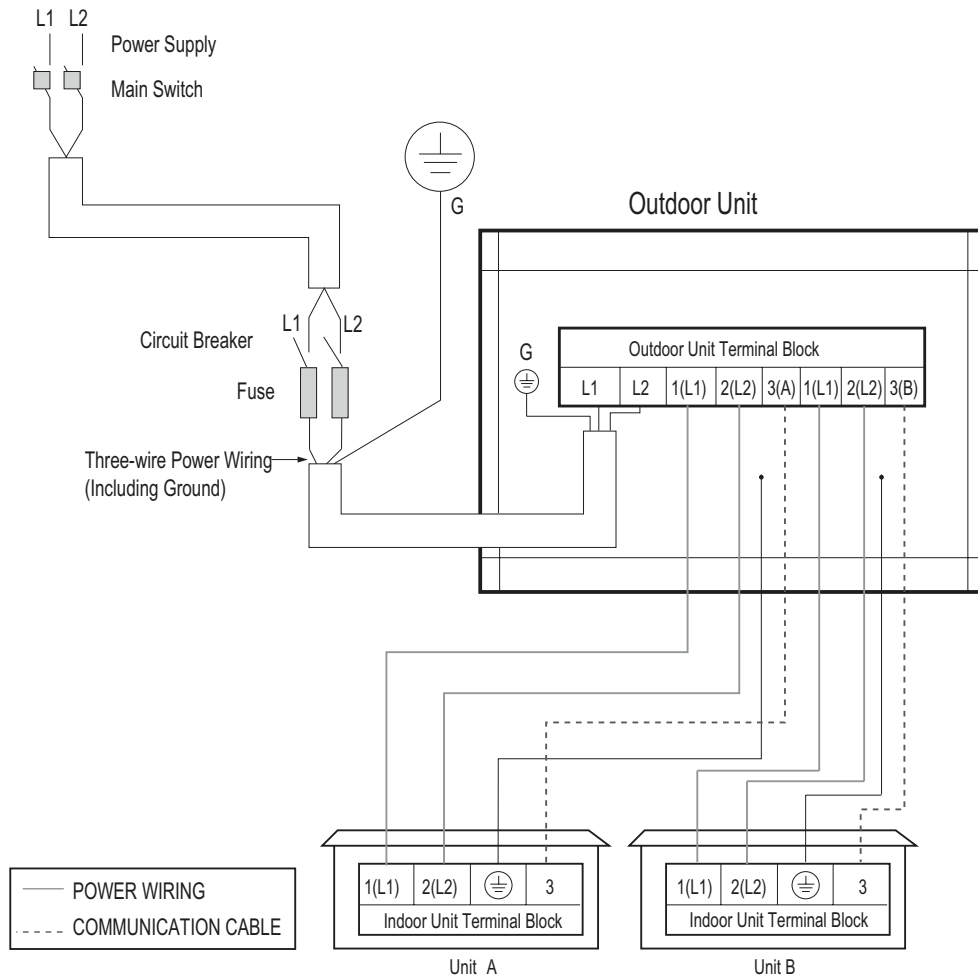 L1 L2
Power Supply
Main Switch
G
Outdoor Unit
Circuit Breaker
L1 L2
Fuse
Three-wire Power Wiring
(Including Ground)
G
Outdoor Unit Terminal Block
L1 L2 1(L1) 2(L2) 3(A) 1(L1) 2(L2) 3(B)
POWER WIRING
COMMUNICATION CABLE
1(L1) 2(L2) 3
Indoor Unit Terminal Block
Unit A
1(L1) 2(L2) 3
Indoor Unit Terminal Block
Unit B